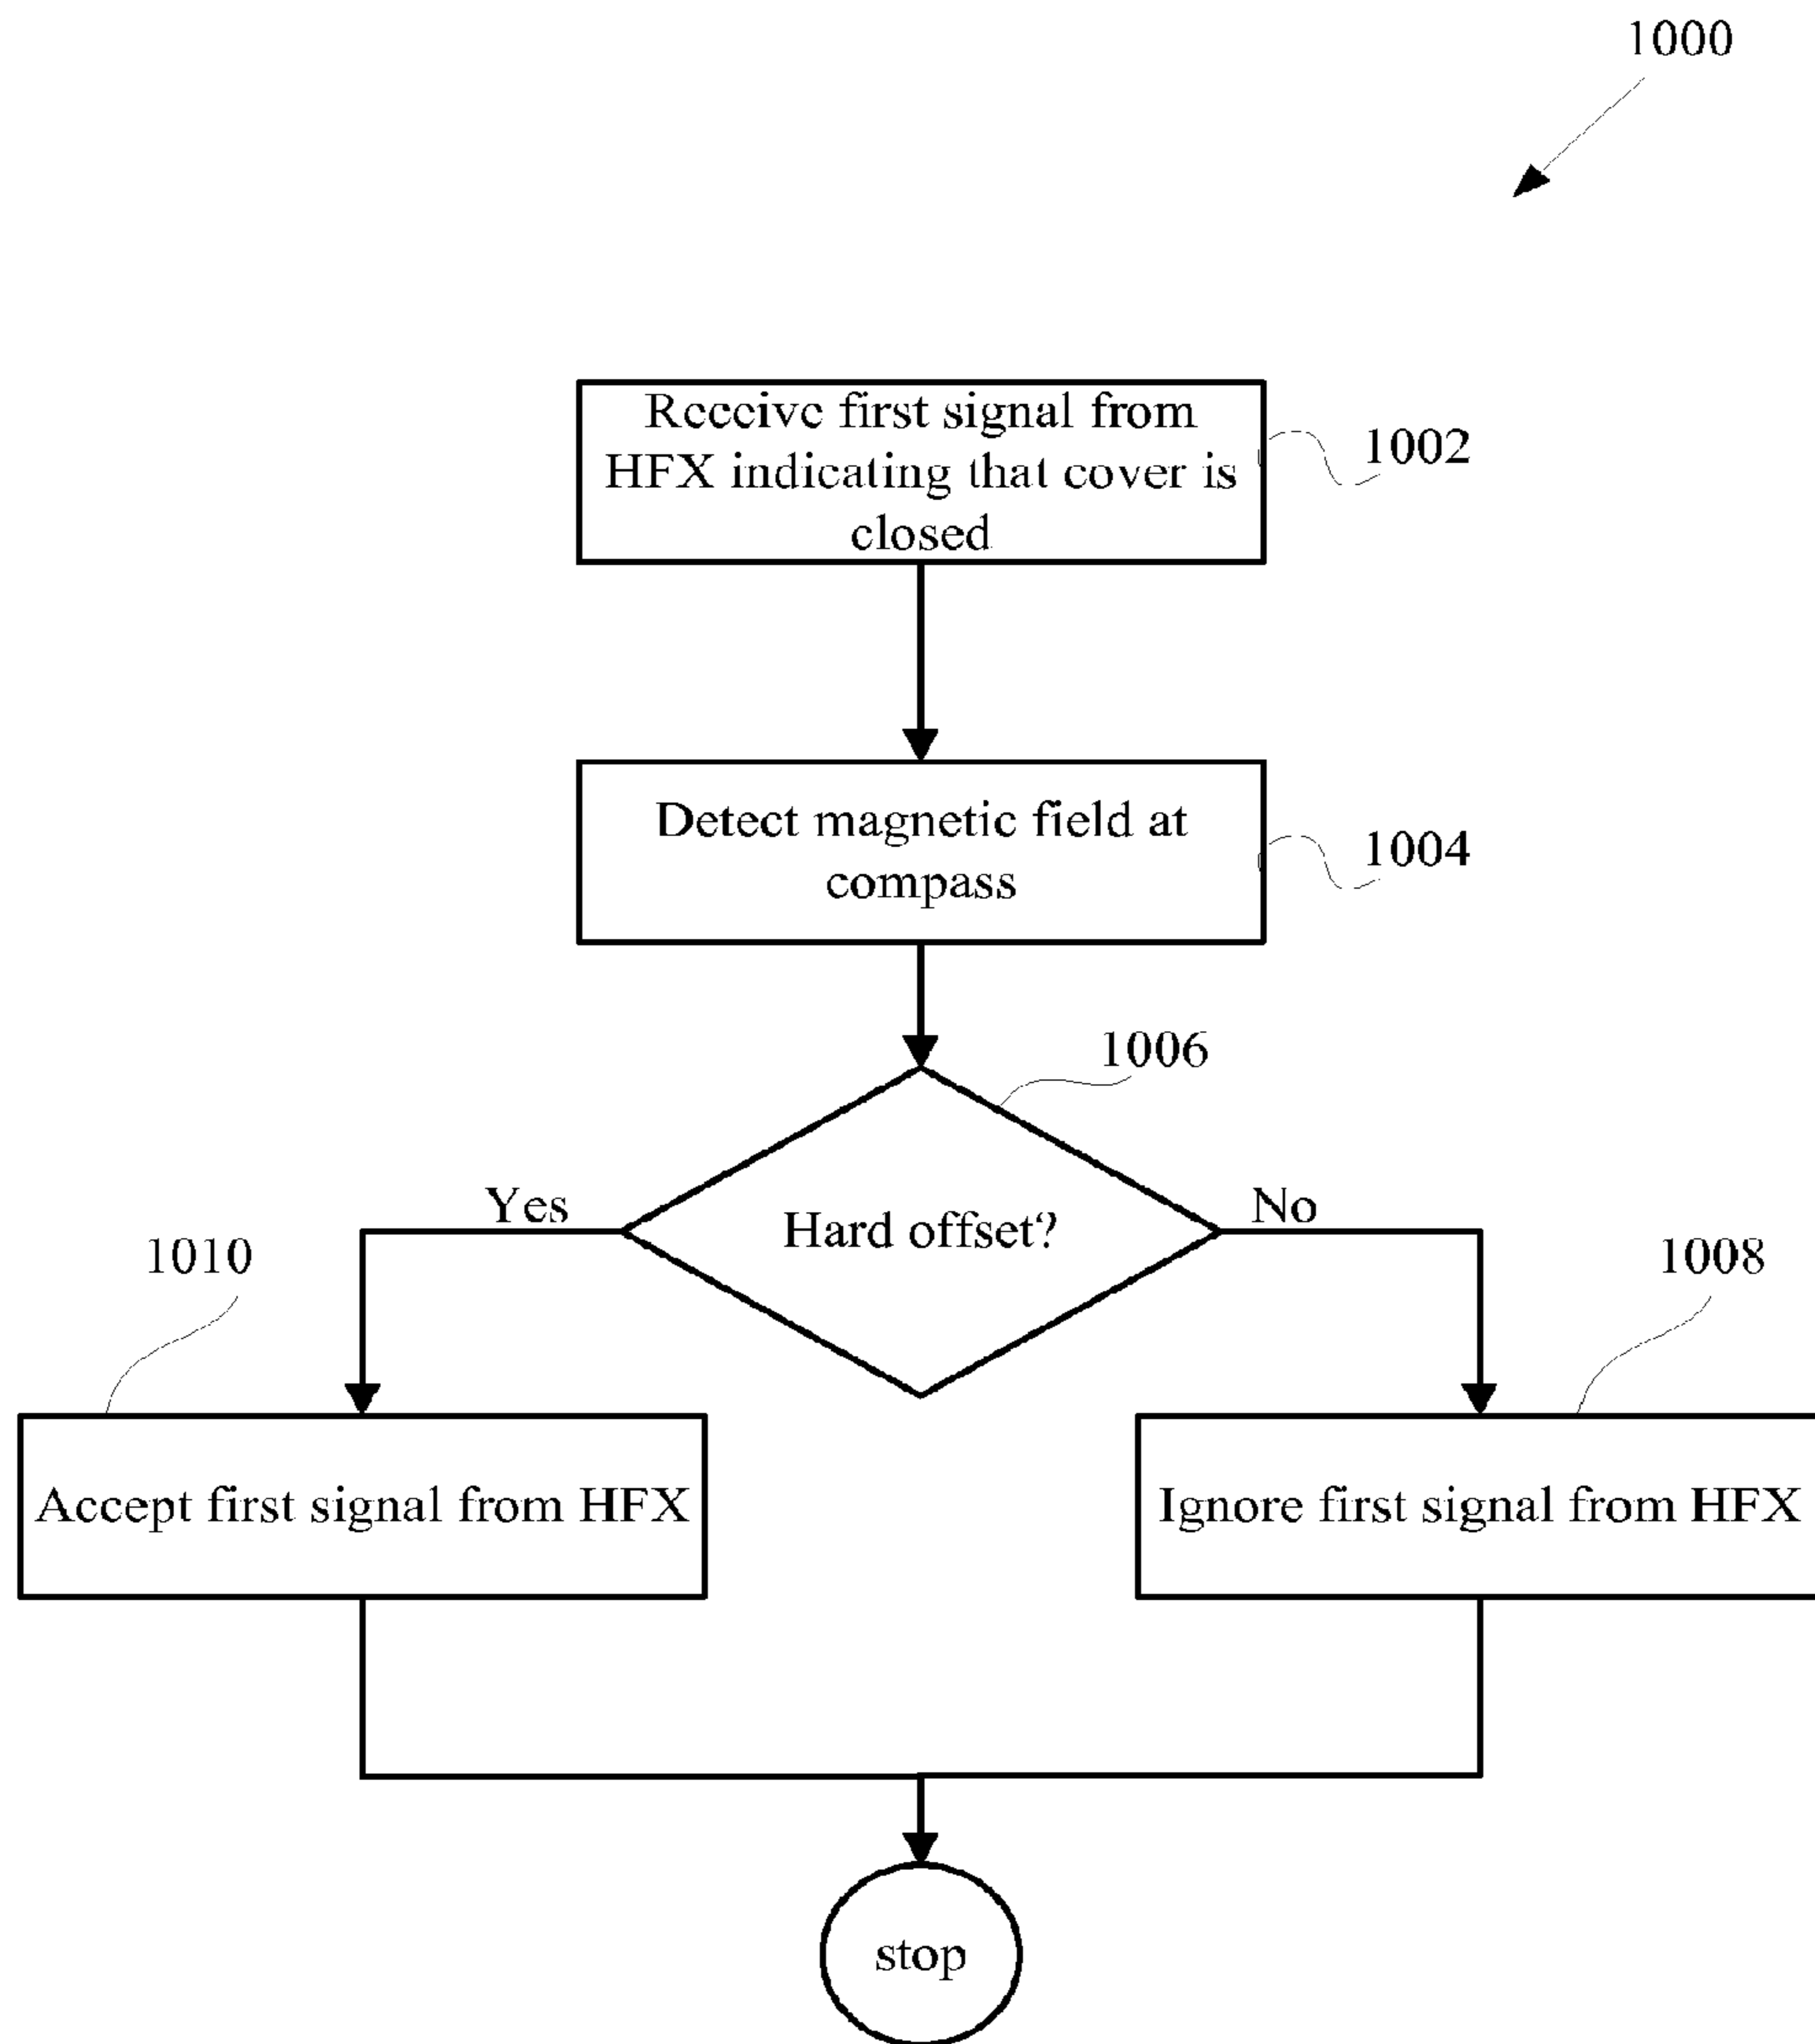 1000
Receive first signal from
HFX indicating that cover is
closed
1002
Detect magnetic field at
compass
1004
1006
Hard offset?
Yes
No
1010
1008
Accept first signal from HFX
Ignore first signal from HFX
stop